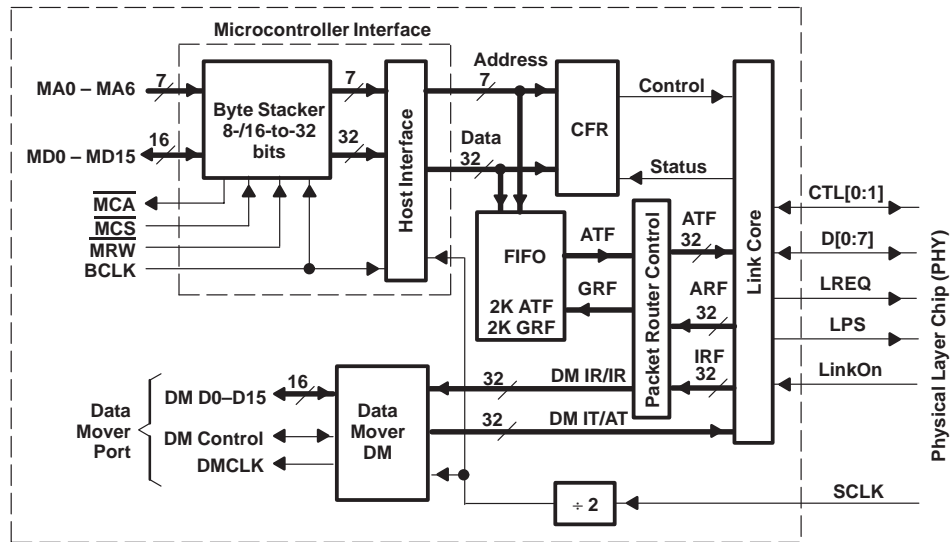 Microcontroller Interface
MA0 – MA6
7
Byte Stacker
8-/16-to-32
bits
7
Host Interface
Address
7
CFR
Control
Link Core
MD0 – MD15
16
32
Data
32
Status
MCA
MCS
MRW
BCLK
FIFO
2K ATF
2K GRF
ATF
GRF
Packet Router Control
ATF
32
ARF
32
IRF
32
CTL[0:1]
D[0:7]
LREQ
LPS
LinkOn
Physical Layer Chip (PHY)
Data
Mover
Port
DM D0–D15
16
DM Control
DMCLK
Data
Mover
DM
32
DM IR/IR
32
DM IT/AT
÷ 2
SCLK